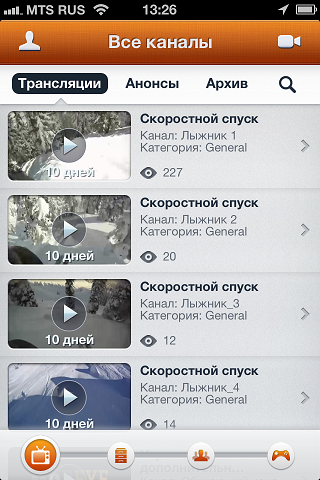 MTS RUS 13:26
Все каналы
Трансляции Анонсы Архив
10 дней
Скоростной спуск
Канал: Лыжник 1
Категория: General
227
10 дней
Скоростной спуск
Канал: Лыжник 2
Категория: General
20
10 дней
Скоростной спуск
Канал: Лыжник_3
Категория: General
12
10 дней
Скоростной спуск
Канал: Лыжник_4
Категория: General
14